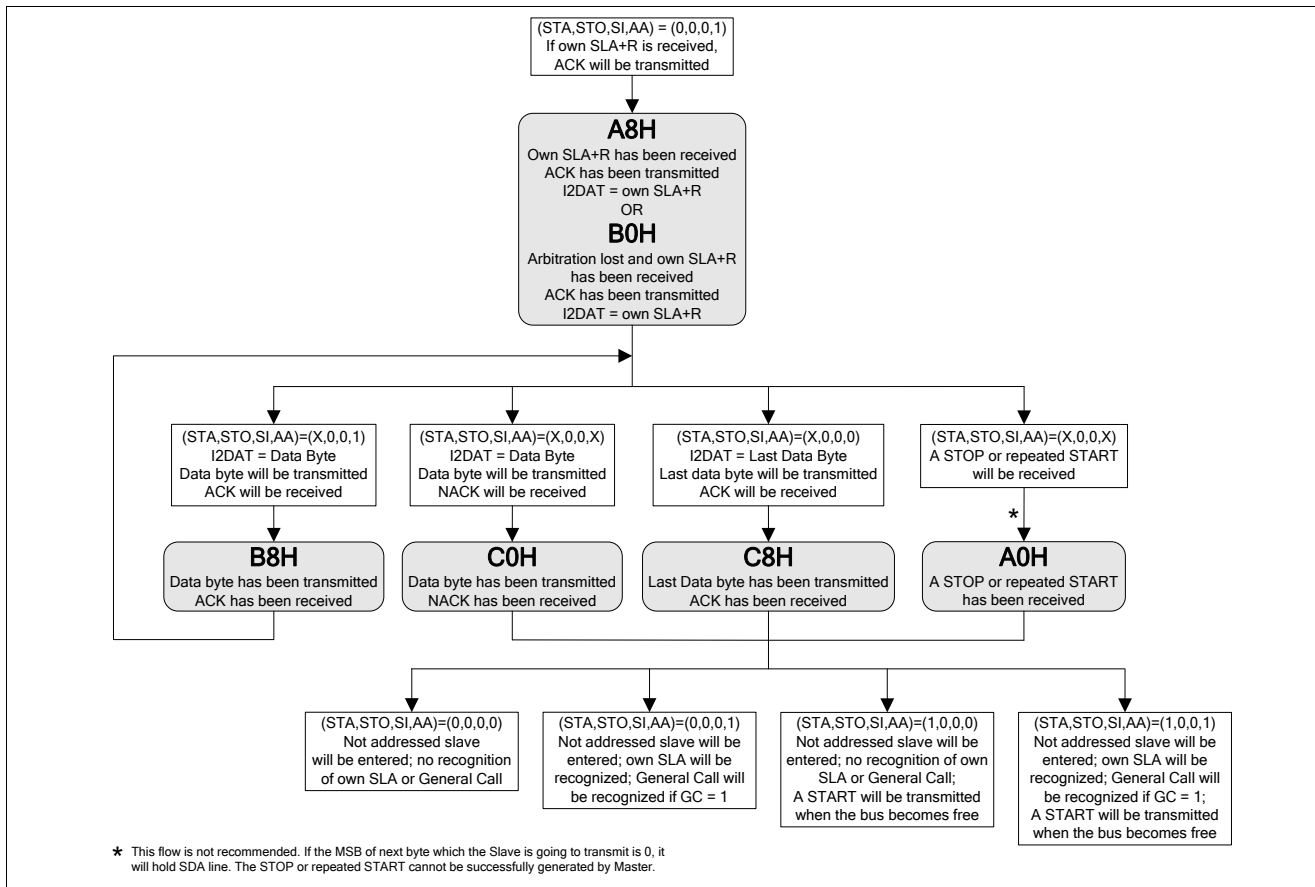 (STA,STO,SI,AA) = (0,0,0,1)
If own SLA+R is received,
ACK will be transmitted
A8H
Own SLA+R has been received
ACK has been transmitted
I2DAT = own SLA+R
OR
B0H
Arbitration lost and own SLA+R
has been received
ACK has been transmitted
I2DAT = own SLA+R
(STA,STO,SI,AA)=(X,0,0,1)
I2DAT = Data Byte
Data byte will be transmitted
ACK will be received
(STA,STO,SI,AA)=(X,0,0,X)
I2DAT = Data Byte
Data byte will be transmitted
NACK will be received
(STA,STO,SI,AA)=(X,0,0,0)
I2DAT = Last Data Byte
Last data byte will be transmitted
ACK will be received
(STA,STO,SI,AA)=(X,0,0,X)
A STOP or repeated START
will be received
*
B8H
Data byte has been transmitted
ACK has been received
C0H
Data byte has been transmitted
NACK has been received
C8H
Last Data byte has been transmitted
ACK has been received
A0H
A STOP or repeated START
has been received
(STA,STO,SI,AA)=(0,0,0,0)
Not addressed slave
will be entered; no recognition
of own SLA or General Call
(STA,STO,SI,AA)=(0,0,0,1)
Not addressed slave will be
entered; own SLA will be
recognized; General Call will
be recognized if GC = 1
(STA,STO,SI,AA)=(1,0,0,0)
Not addressed slave will be
entered; no recognition of own
SLA or General Call;
A START will be transmitted
when the bus becomes free
(STA,STO,SI,AA)=(1,0,0,1)
Not addressed slave will be
entered; own SLA will be
recognized; General Call will
be recognized if GC = 1;
A START will be transmitted
when the bus becomes free
* This flow is not recommended. If the MSB of next byte which the Slave is going to transmit is 0, it
will hold SDA line. The STOP or repeated START cannot be successfully generated by Master.